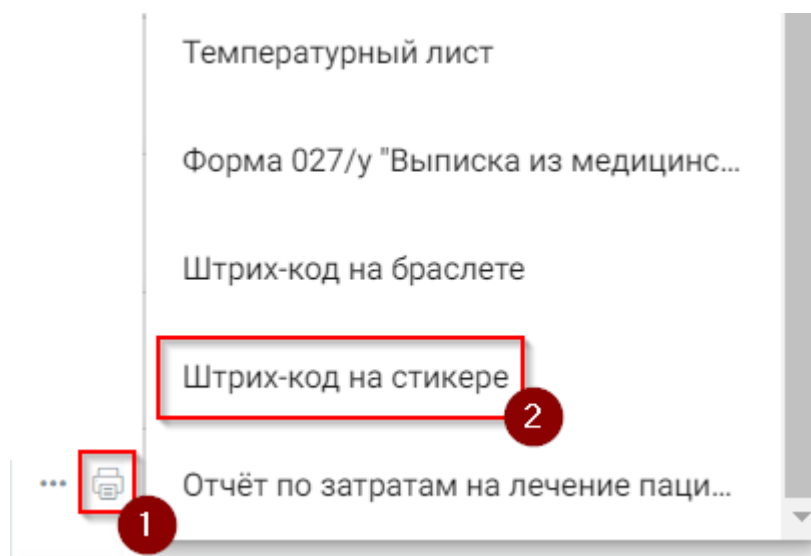 Температурный лист
Форма 027/у "Выписка из медицинс...
Штрих-код на браслете
Штрих-код на стикере
2
Отчёт по затратам на лечение паци...
1